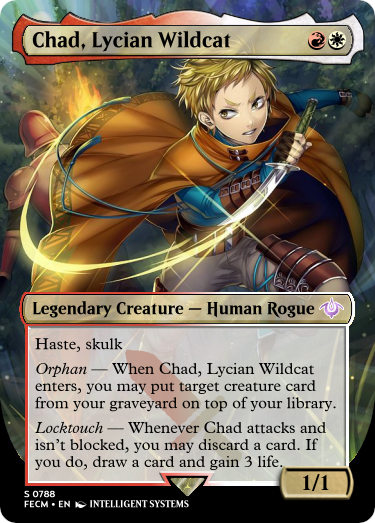 Chad, Lycian Wildcat
Legendary Creature — Human Rogue
Haste, skulk
Orphan — When Chad, Lycian Wildcat
enters, you may put target creature card
from your graveyard on top of your library.
Locktouch — Whenever Chad attacks and
isn't blocked, you may discard a card. If
you do, draw a card and gain 3 life.
1/1
S 0788
FECM • EN INTELLIGENT SYSTEMS